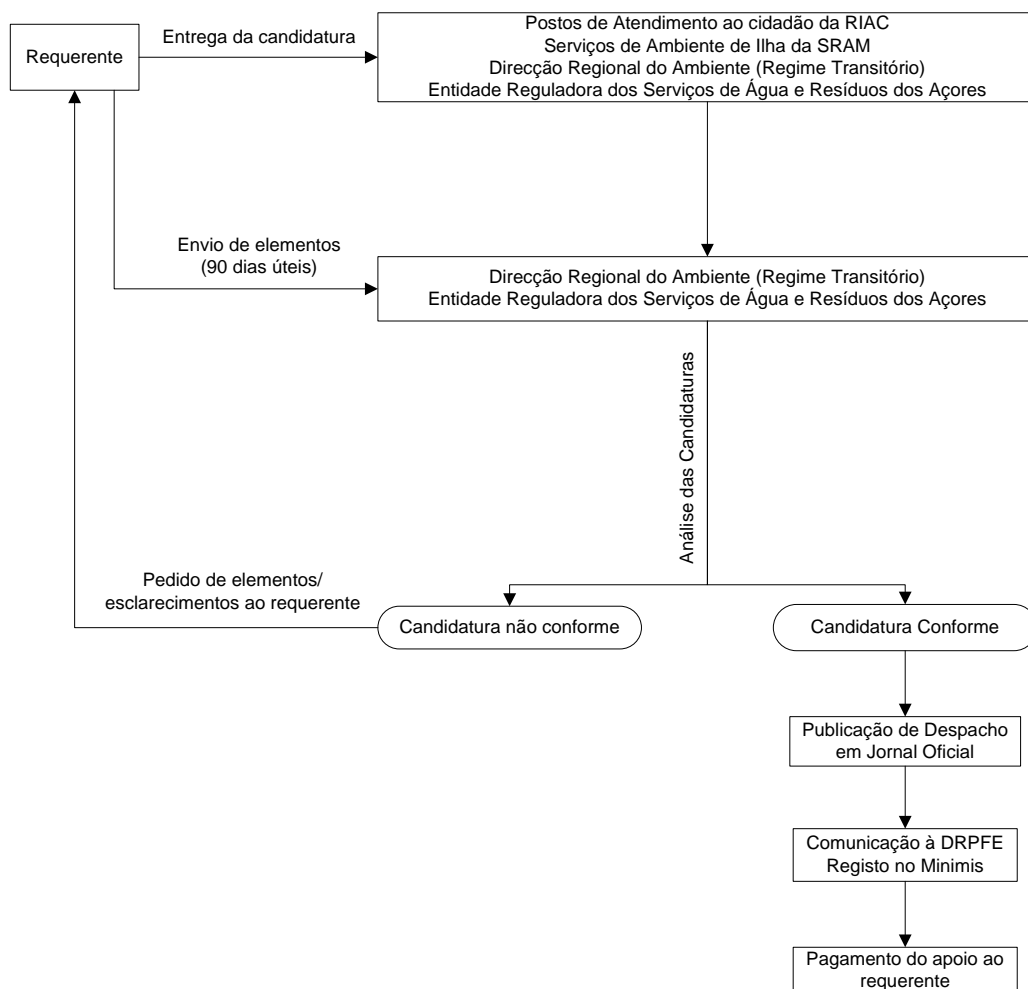 Requerente
Entrega da candidatura
Postos de Atendimento ao cidadão da RIAC
Serviços de Ambiente de Ilha da SRAM
Direcção Regional do Ambiente (Regime Transitório)
Entidade Reguladora dos Serviços de Água e Resíduos dos Açores
Envio de elementos
(90 dias úteis)
Direcção Regional do Ambiente (Regime Transitório)
Entidade Reguladora dos Serviços de Água e Resíduos dos Açores
Análise das Candidaturas
Pedido de elementos/
esclarecimentos ao requerente
Candidatura não conforme
Candidatura Conforme
Publicação de Despacho
em Jornal Oficial
Comunicação à DRPFE
Registo no Minimis
Pagamento do apoio ao
requerente